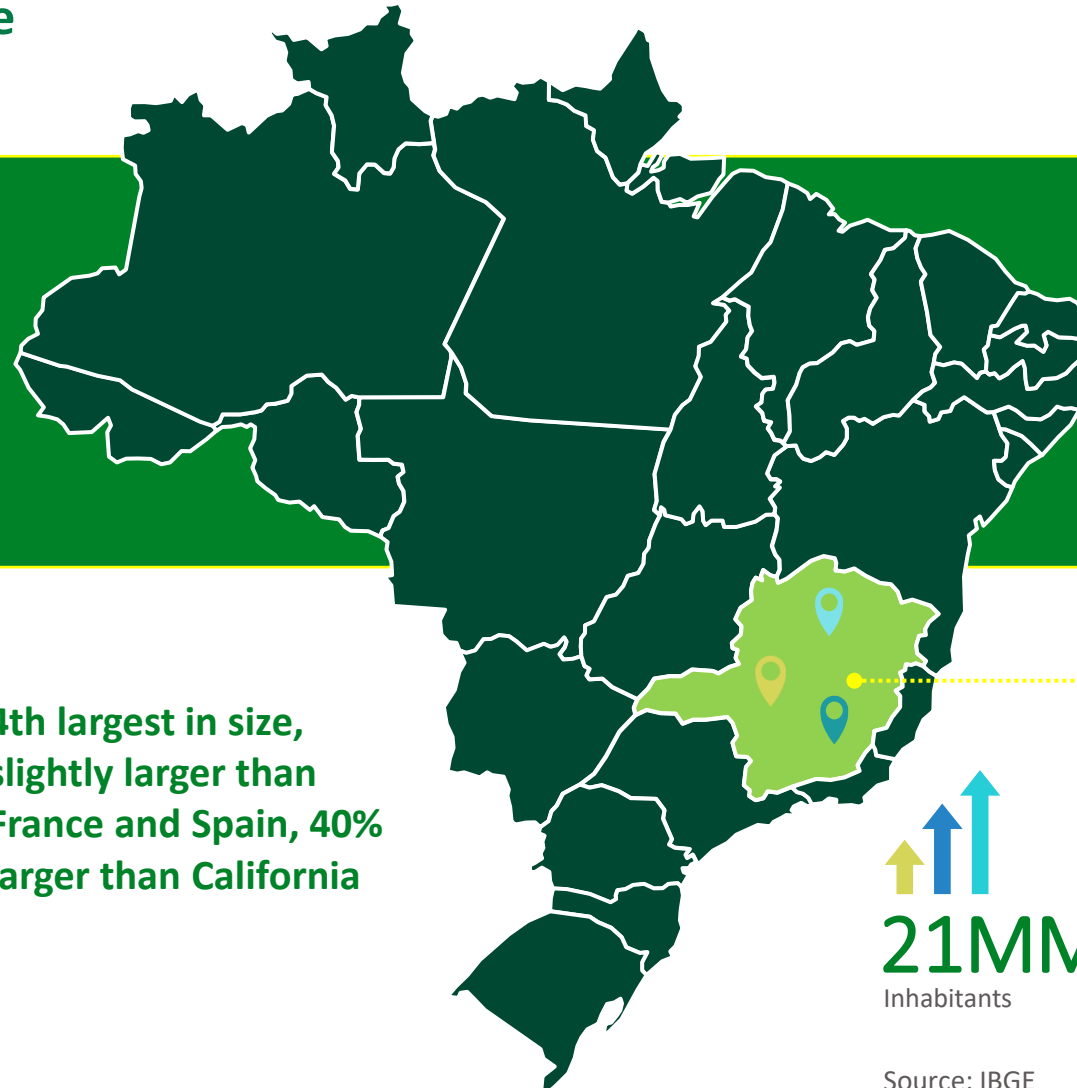 e
4th largest in size,
slightly larger than
France and Spain, 40%
larger than California
21MM
Inhabitants
Source: IBGE